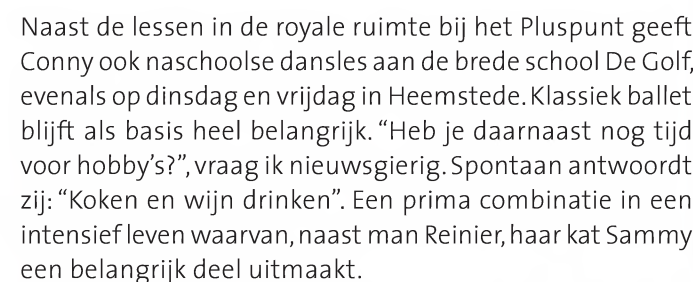 Naast de lessen in de royale ruimte bij het Pluspunt geeft
Conny ook naschoolse dansles aan de brede school De Golf,
evenals op dinsdag en vrijdag in Heemstede. Klassiek ballet
blijft als basis heel belangrijk. “Heb je daarnaast nog tijd
voor hobby’s?”, vraag ik nieuwsgierig. Spontaan antwoordt
zij: “Koken en wijn drinken”. Een prima combinatie in een
intensief leven waarvan, naast man Reinier, haar kat Sammy
een belangrijk deel uitmaakt.